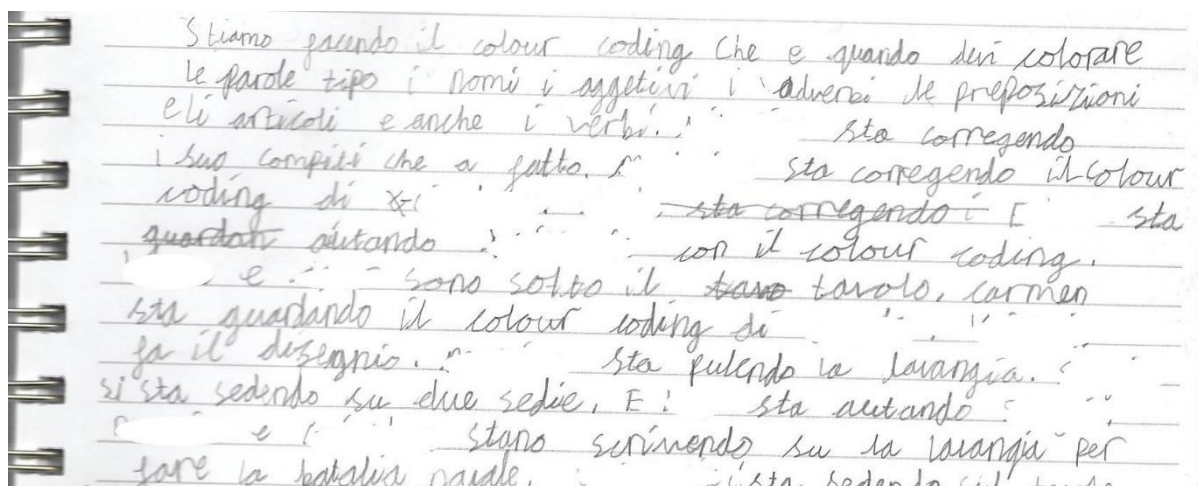 Stiamo facendo il colour coding che e quando devi colorare
le parole tipo i nomi i aggetivi i adverbi le preposizioni
e li articoli e anche i verbi. sta corregendo
i suo compiti che a fatto. sta corregendo il colour
coding di sta corregendo i sta
guardan aiutando con il colour coding.
e sono sotto il tavo tavolo, carmen
sta guardando il colour coding di
fa il disegnio. sta pulendo la lavangia.
si sta sedendo su due sedie, E sta autando
e stano scrivendo su la lavangia per
fare la batalia navale. sta sedendo